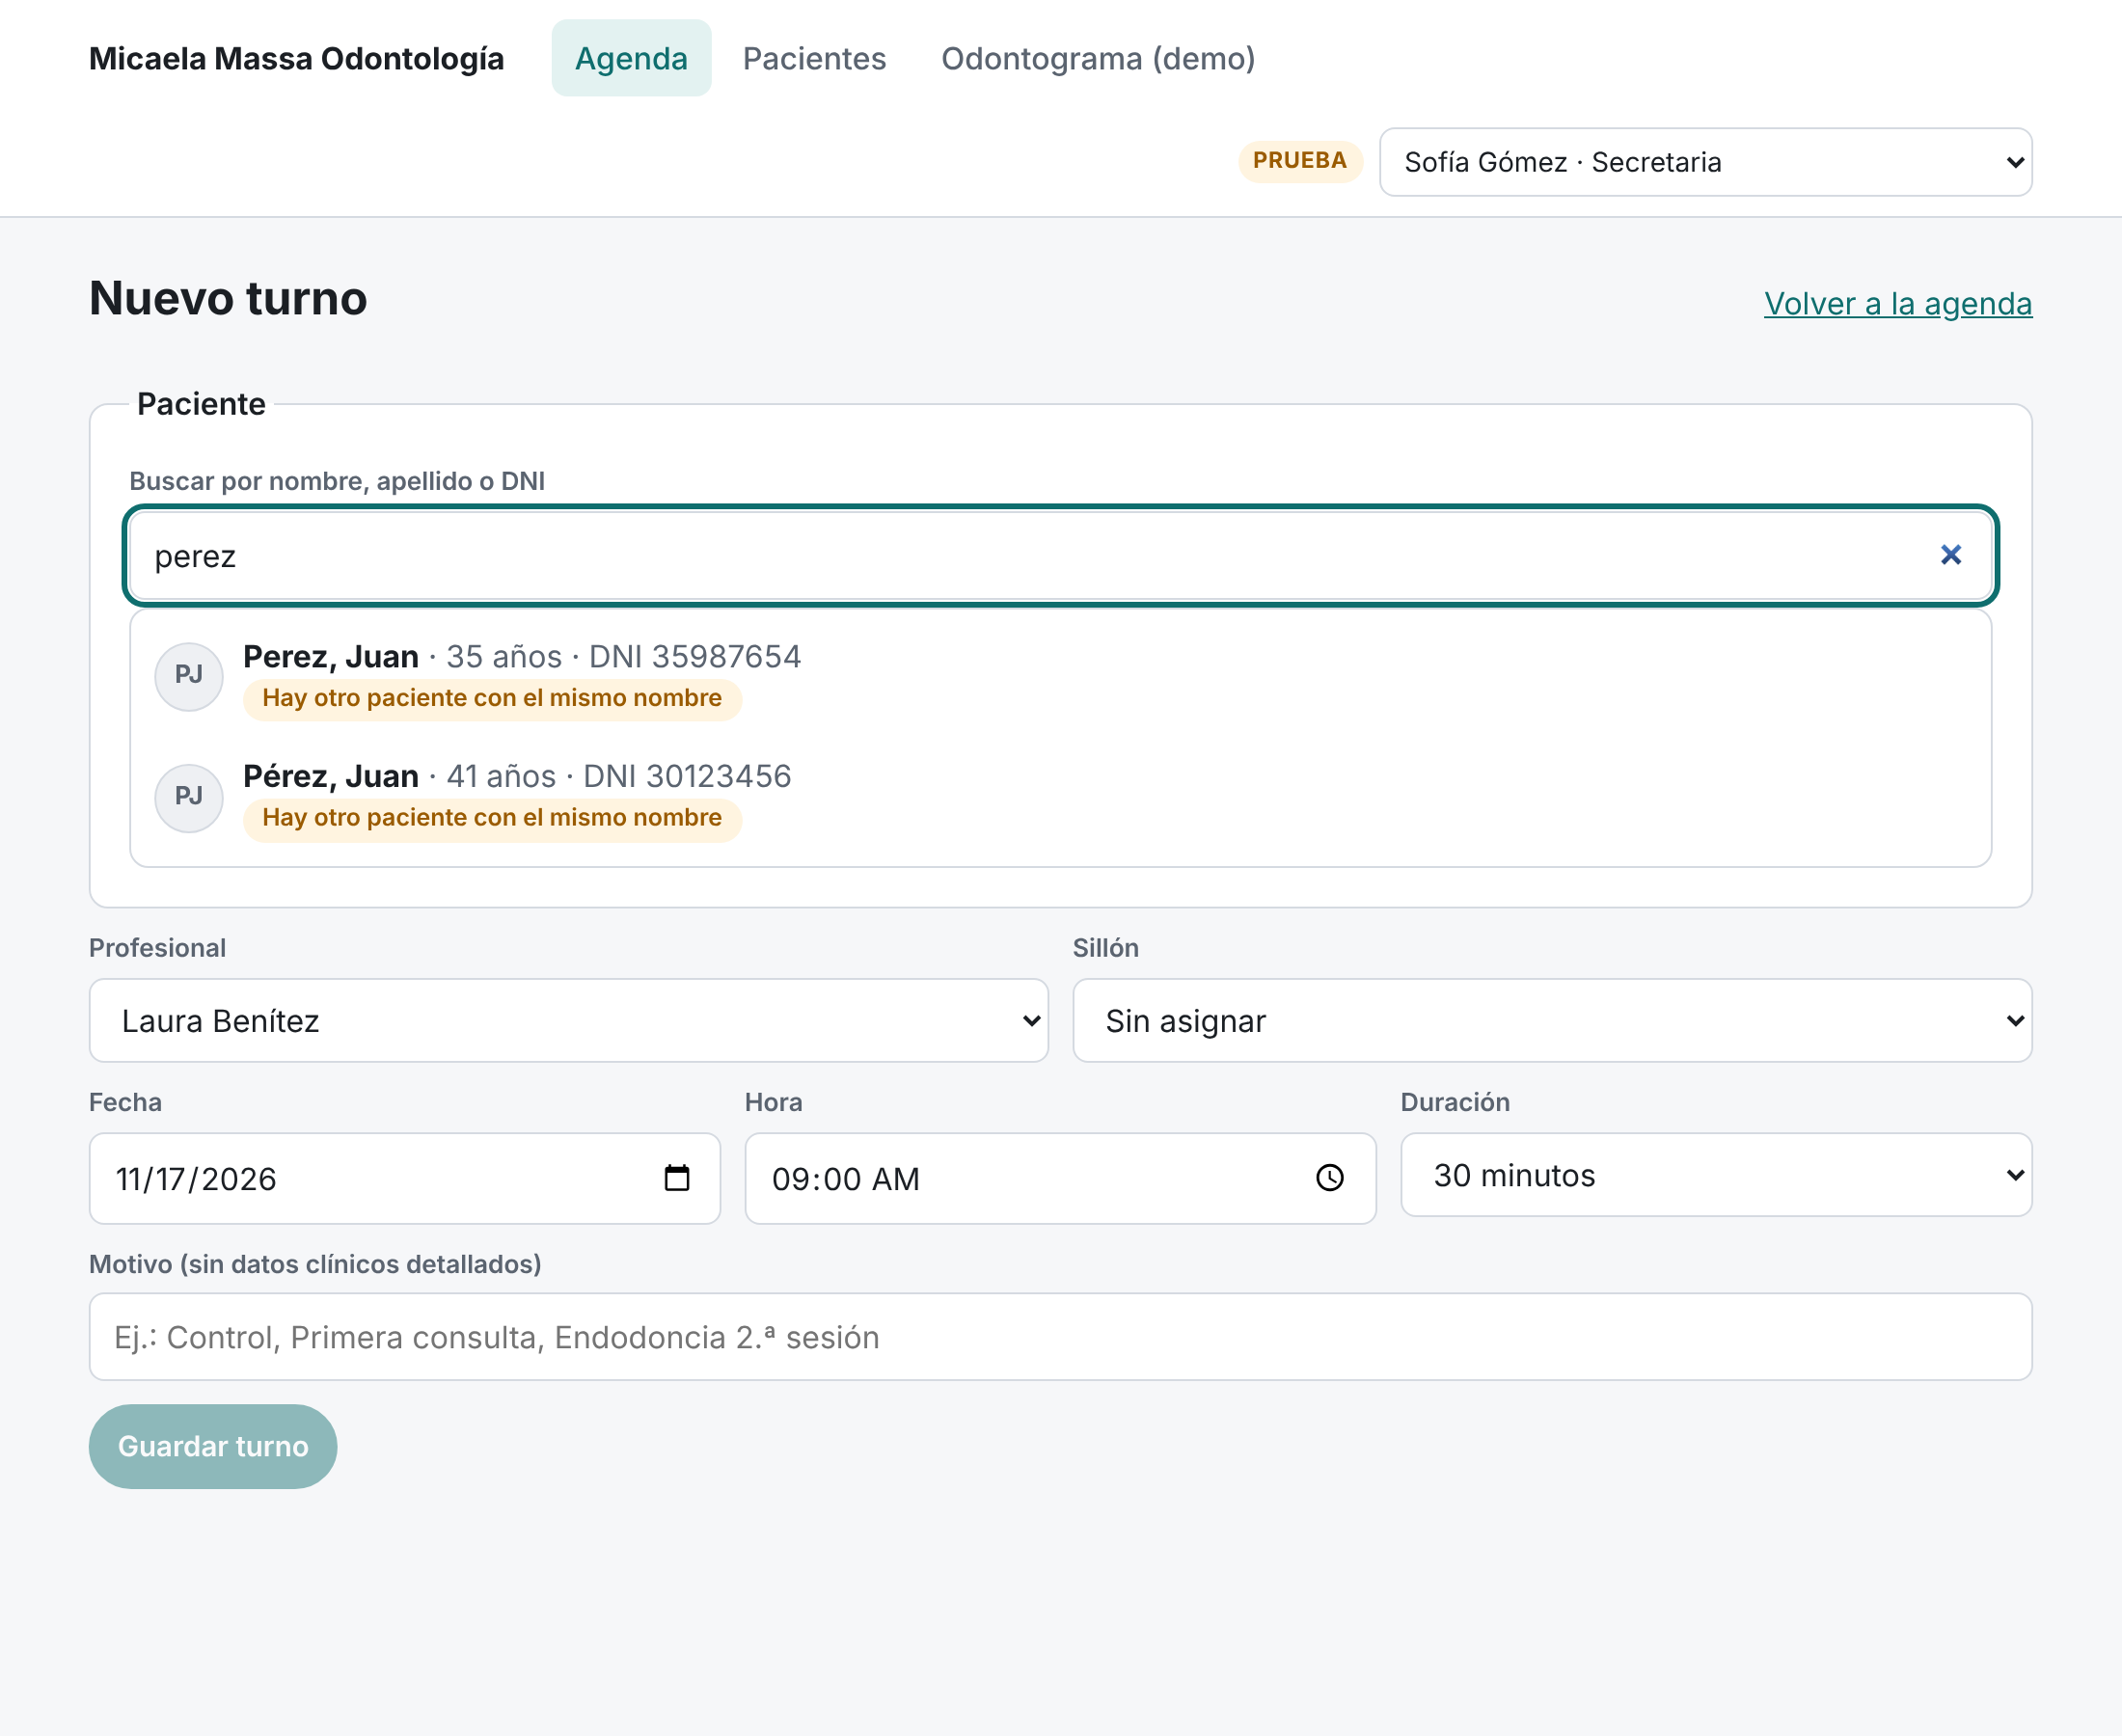 Micaela Massa Odontología Agenda Pacientes Odontograma (demo)
PRUEBA Sofía Gómez · Secretaria
Nuevo turno Volver a la agenda
Paciente
Buscar por nombre, apellido o DNI
perez
PJ Perez, Juan · 35 años · DNI 35987654
Hay otro paciente con el mismo nombre
PJ Pérez, Juan · 41 años · DNI 30123456
Hay otro paciente con el mismo nombre
Profesional Sillón
Laura Benítez Sin asignar
Fecha Hora Duración
11/17/2026 09:00 AM 30 minutos
Motivo (sin datos clínicos detallados)
Ej.: Control, Primera consulta, Endodoncia 2.ª sesión
Guardar turno